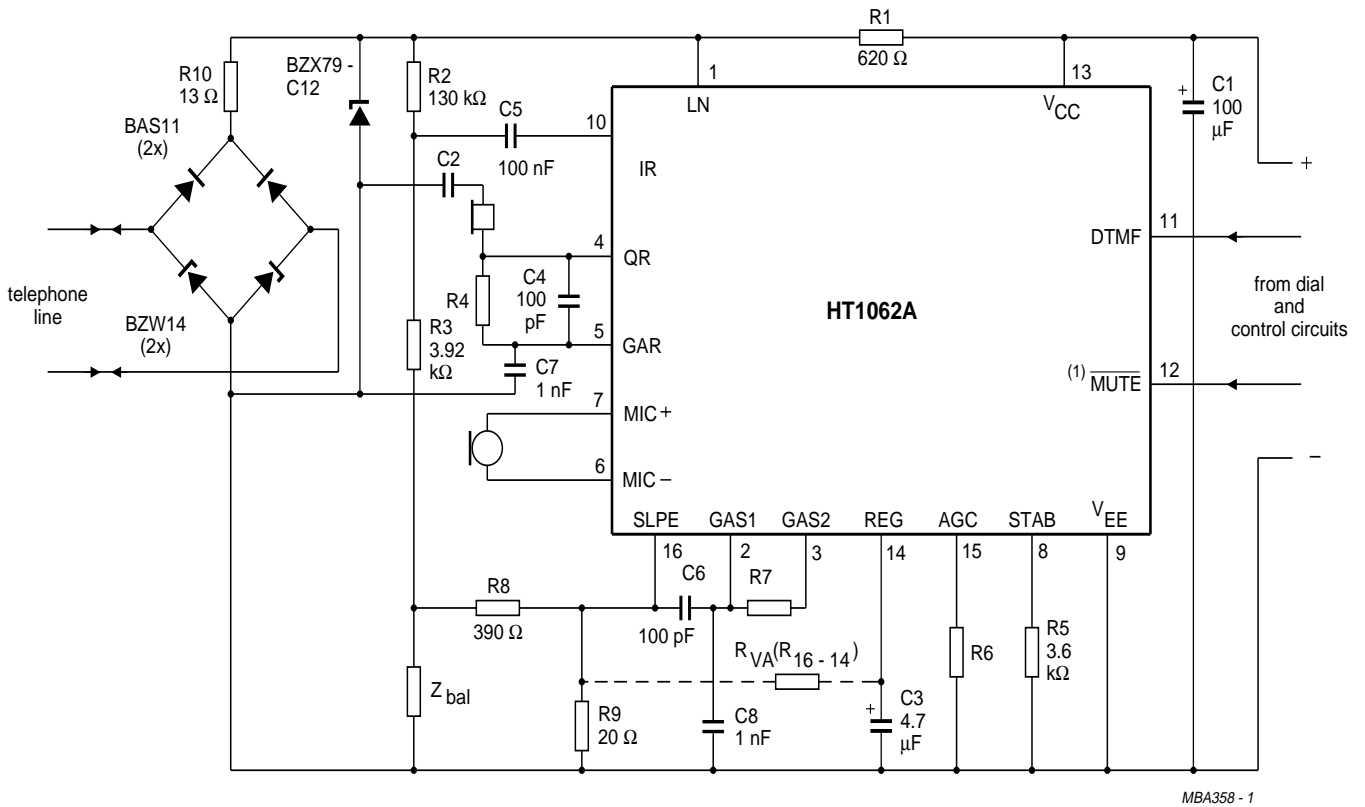 R1
620 Ω
R10
13 Ω
BZX79 -
C12
R2
130 kΩ
C5
100 nF
10
1
LN
13
VCC
C1
+
100
µF
BAS11
(2x)
C2
IR
+
4
QR
11
DTMF
telephone
line
R4
C4
100
pF
HT1062A
from dial
and
control circuits
BZW14
(2x)
R3
3.92
kΩ
5
GAR
C7
1 nF
(1) MUTE
12
7
MIC +
6
MIC −
−
SLPE
GAS1
GAS2
REG
AGC
STAB
VEE
16
2
3
14
15
8
9
C6
R7
R8
390 Ω
100 pF
RVA(R16 - 14)
R6
R5
3.6
kΩ
Zbal
R9
20 Ω
C8
1 nF
C3
+
4.7
µF
MBA358 - 1